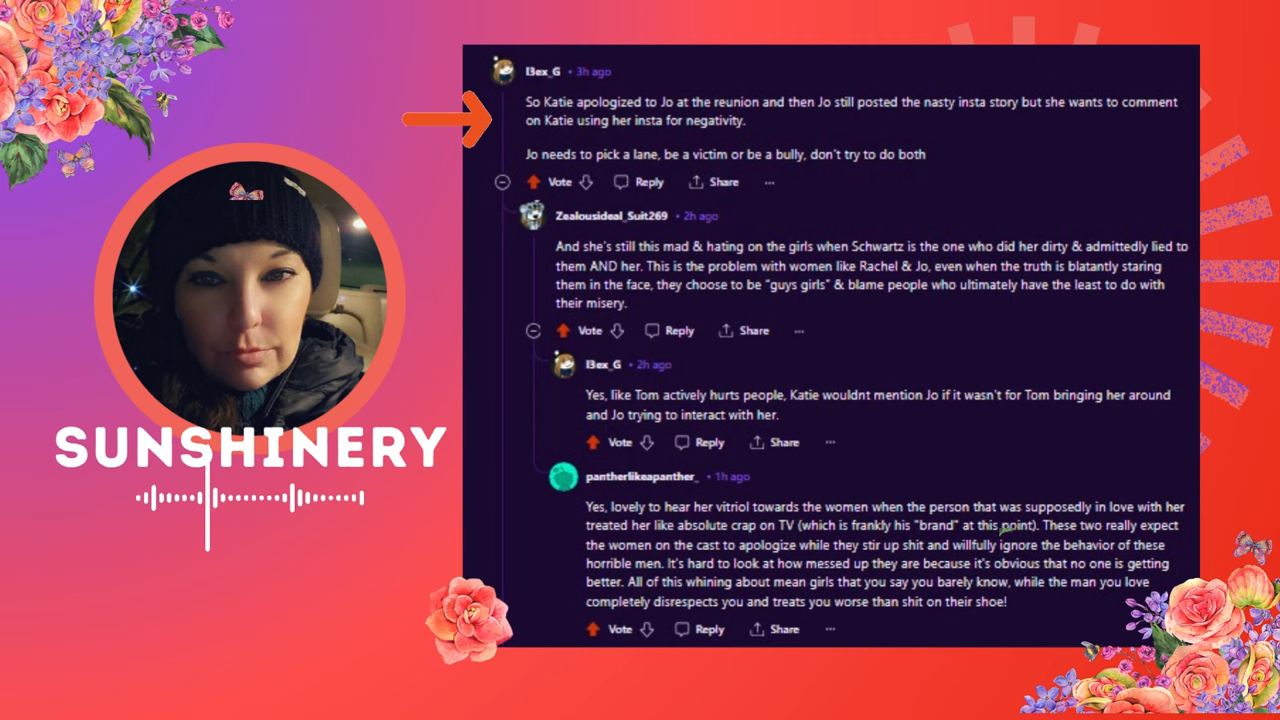 I3ex_G • 3h ago
So Katie apologized to Jo at the reunion and then Jo still posted the nasty insta story but she wants to comment
on Katie using her insta for negativity.
Jo needs to pick a lane, be a victim or be a bully, don't try to do both
Vote Reply Share ...
Zealousideal_Suit269 • 2h ago
And she's still this mad & hating on the girls when Schwartz is the one who did her dirty & admittedly lied to
them AND her. This is the problem with women like Rachel & Jo, even when the truth is blatantly staring
them in the face, they choose to be "guys girls" & blame people who ultimately have the least to do with
their misery.
Vote Reply Share ...
I3ex_G • 2h ago
Yes, like Tom actively hurts people, Katie wouldnt mention Jo if it wasn't for Tom bringing her around
and Jo trying to interact with her.
Vote Reply Share ...
pantherlikeapanther_ • 1h ago
Yes, lovely to hear her vitriol towards the women when the person that was supposedly in love with her
treated her like absolute crap on TV (which is frankly his "brand" at this point). These two really expect
the women on the cast to apologize while they stir up shit and willfully ignore the behavior of these
horrible men. It's hard to look at how messed up they are because it's obvious that no one is getting
better. All of this whining about mean girls that you say you barely know, while the man you love
completely disrespects you and treats you worse than shit on their shoe!
Vote Reply Share ...
SUNSHINERY